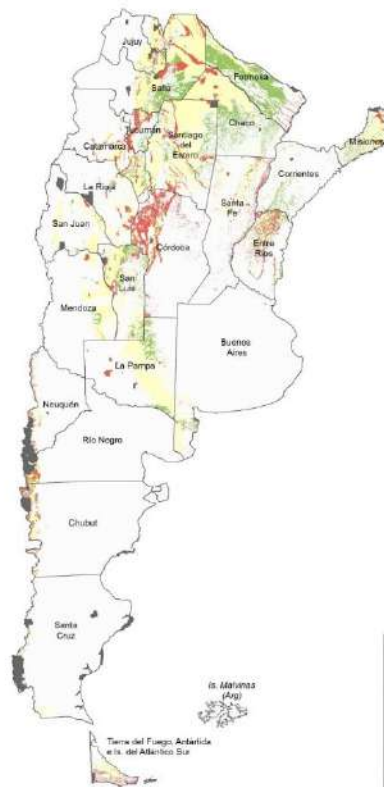 Jujuy
Formosa
Salta
Chaco
Tucumán
Santiago
del
Estero
Misiones
Catamarca
Corrientes
La Rioja
Santa
Fe
San Juan
Córdoba
Entre
Ríos
San
Luis
Mendoza
Buenos
Aires
La Pampa
Neuquén
Río Negro
Chubut
Santa
Cruz
Is. Malvinas
(Arg)
Tierra del Fuego, Antártida
e Is. del Atlántico Sur